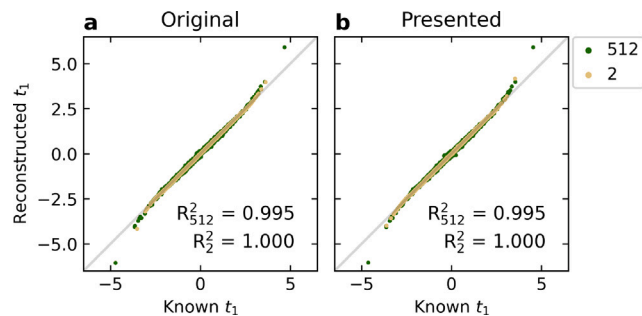 a Original
b Presented
512
2
Reconstructed t₁
5.0
2.5
0.0
−2.5
−5.0
R²₅₁₂ = 0.995
R²₂ = 1.000
R²₅₁₂ = 0.995
R²₂ = 1.000
−5 0 5
−5 0 5
Known t₁
Known t₁